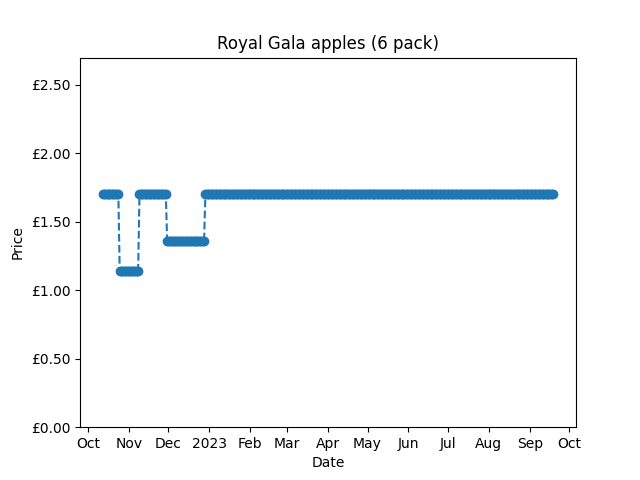 Royal Gala apples (6 pack)
£2.50
£2.00
£1.50
£1.00
£0.50
£0.00
Price
Oct Nov Dec 2023 Feb Mar Apr May Jun Jul Aug Sep Oct
Date